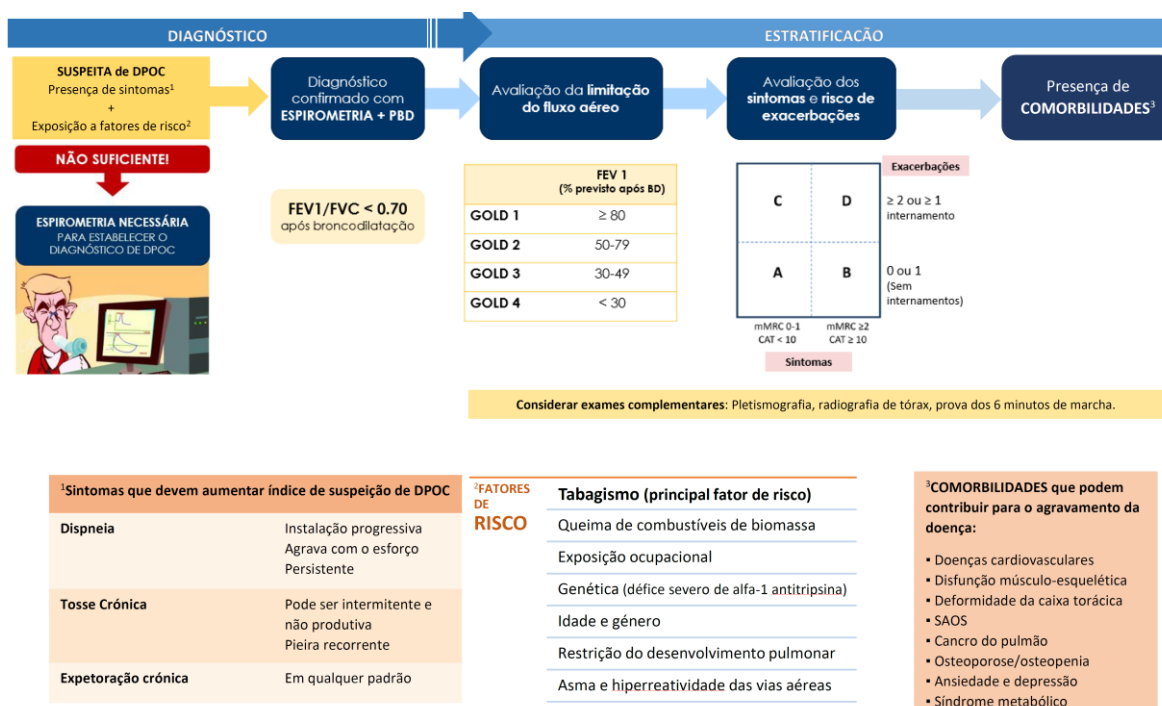 DIAGNÓSTICO
ESTRATIFICAÇÃO
SUSPEITA de DPOC
Presença de sintomas¹
+
Exposição a fatores de risco²
NÃO SUFICIENTE!
ESPIROMETRIA NECESSÁRIA
PARA ESTABELECER O
DIAGNÓSTICO DE DPOC
Diagnóstico
confirmado com
ESPIROMETRIA + PBD
FEV1/FVC < 0.70
após broncodilatação
Avaliação da limitação
do fluxo aéreo
FEV 1
(% previsto após BD)
GOLD 1 ≥ 80
GOLD 2 50-79
GOLD 3 30-49
GOLD 4 < 30
Avaliação dos
sintomas e risco de
exacerbações
Exacerbações
C D
≥ 2 ou ≥ 1
internamento
A B
0 ou 1
(Sem
internamentos)
mMRC 0-1 mMRC ≥2
CAT < 10 CAT ≥ 10
Sintomas
Presença de
COMORBILIDADES³
Considerar exames complementares: Pletismografia, radiografia de tórax, prova dos 6 minutos de marcha.
¹Sintomas que devem aumentar índice de suspeição de DPOC
Dispneia Instalação progressiva
Agrava com o esforço
Persistente
Tosse Crónica Pode ser intermitente e
não produtiva
Pieira recorrente
Expetoração crónica Em qualquer padrão
²FATORES
DE
RISCO
Tabagismo (principal fator de risco)
Queima de combustíveis de biomassa
Exposição ocupacional
Genética (défice severo de alfa-1 antitripsina)
Idade e género
Restrição do desenvolvimento pulmonar
Asma e hiperreatividade das vias aéreas
³COMORBILIDADES que podem
contribuir para o agravamento da
doença:
▪ Doenças cardiovasculares
▪ Disfunção músculo-esquelética
▪ Deformidade da caixa torácica
▪ SAOS
▪ Cancro do pulmão
▪ Osteoporose/osteopenia
▪ Ansiedade e depressão
▪ Síndrome metabólico